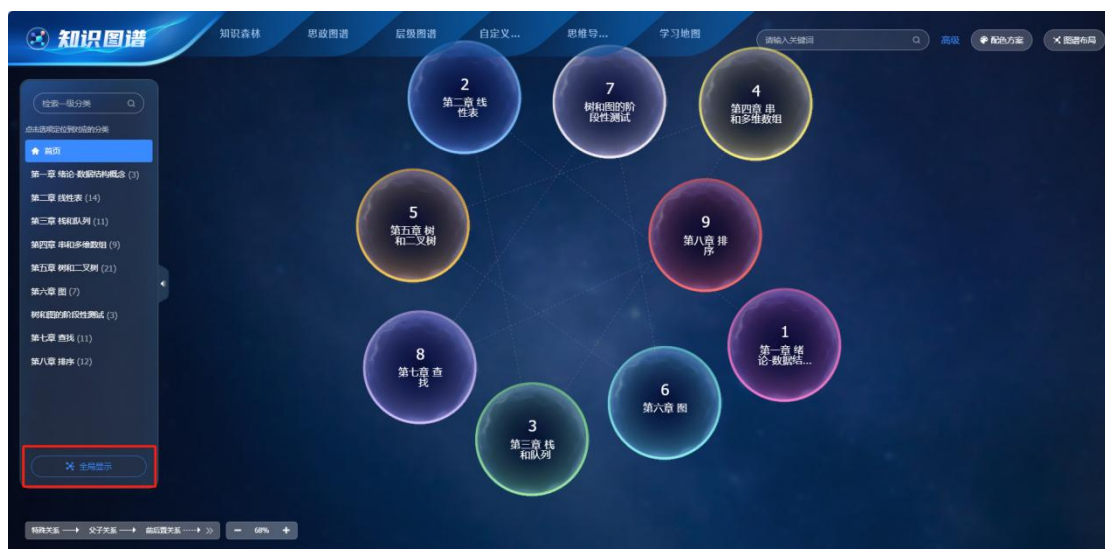 知识图谱
知识森林
思政图谱
层级图谱
自定义...
思维导...
学习地图
请输入关键词
高级
配色方案
图谱布局
检索一级分类
点击选项定位到对应的分类
首页
第一章 绪论-数据结构概念 (3)
第二章 线性表 (14)
第三章 栈和队列 (11)
第四章 串和多维数组 (9)
第五章 树和二叉树 (21)
第六章 图 (7)
树和图的阶段性测试 (3)
第七章 查找 (11)
第八章 排序 (12)
全局显示
特殊关系
父子关系
前后置关系
68%
2
第二章 线
性表
7
树和图的阶
段性测试
4
第四章 串
和多维数组
5
第五章 树
和二叉树
9
第八章 排
序
8
第七章 查
找
1
第一章 绪
论-数据结...
6
第六章 图
3
第三章 栈
和队列